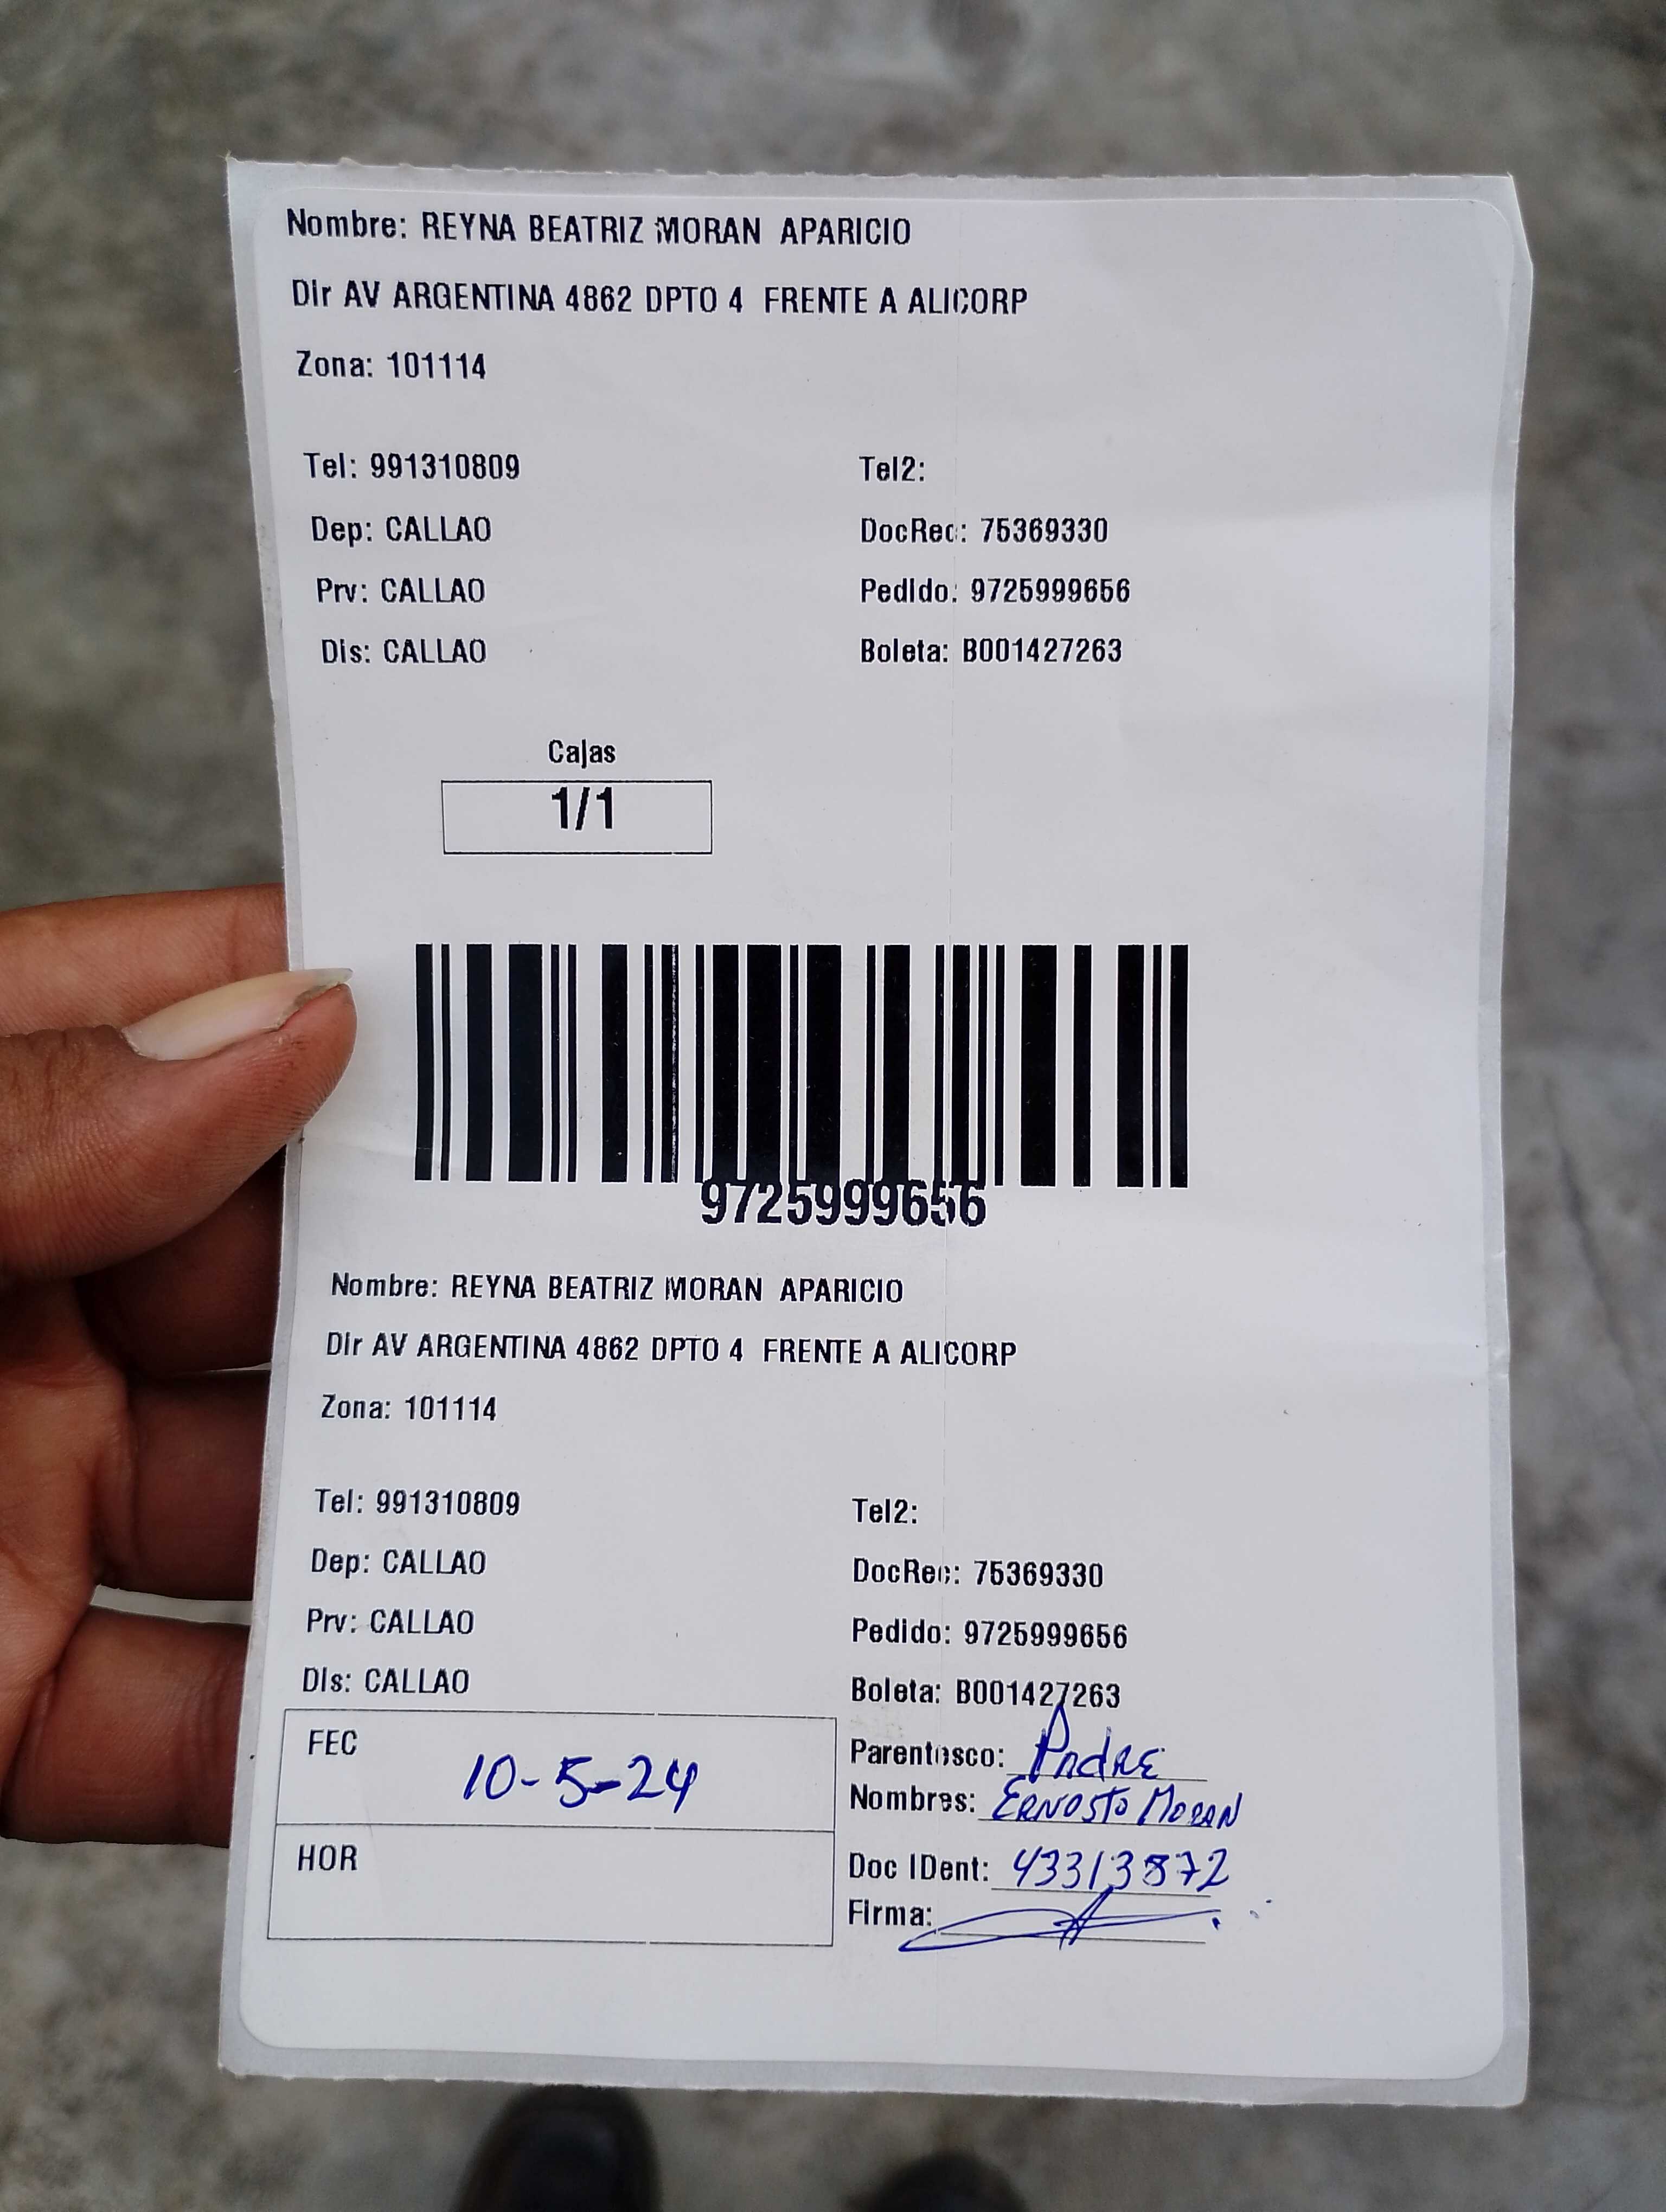 Nombre: REYNA BEATRIZ MORAN APARICIO
Dir AV ARGENTINA 4862 DPTO 4 FRENTE A ALICORP
Zona: 101114
Tel: 991310809 Tel2:
Dep: CALLAO DocRec: 75369330
Prv: CALLAO Pedido: 9725999656
Dis: CALLAO Boleta: B001427263
Cajas
1/1
9725999656
Nombre: REYNA BEATRIZ MORAN APARICIO
Dir AV ARGENTINA 4862 DPTO 4 FRENTE A ALICORP
Zona: 101114
Tel: 991310809 Tel2:
Dep: CALLAO DocRec: 75369330
Prv: CALLAO Pedido: 9725999656
Dis: CALLAO Boleta: B001427263
FEC 10-5-24 Parentesco: PadRE
Nombres: ERNOSTO MORAN
HOR Doc IDent: 43313872
Firma: